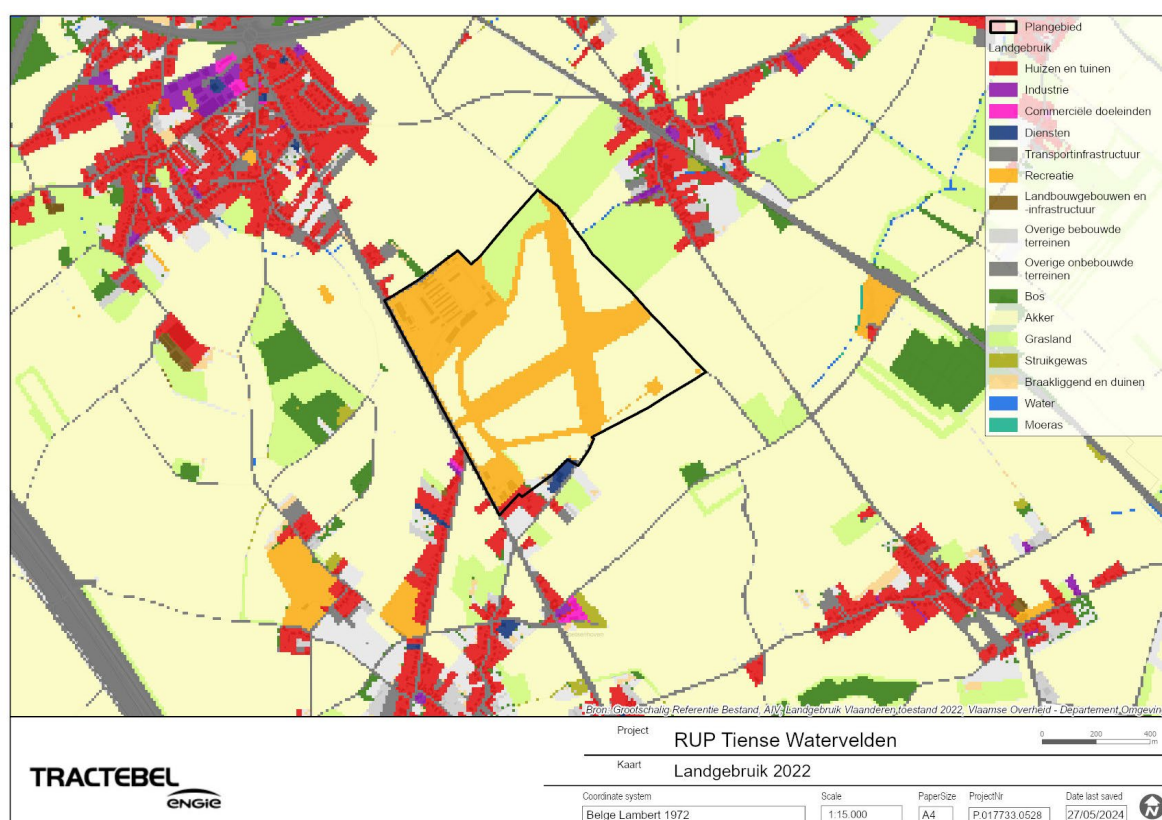 Plangebied
Landgebruik
Huizen en tuinen
Industrie
Commerciële doeleinden
Diensten
Transportinfrastructuur
Recreatie
Landbouwgebouwen en
-infrastructuur
Overige bebouwde
terreinen
Overige onbebouwde
terreinen
Bos
Akker
Grasland
Struikgewas
Braakliggend en duinen
Water
Moeras
Bron: Grootschalig Referentie Bestand, AIV- Landgebruik Vlaanderen toestand 2022, Vlaamse Overheid - Departement Omgeving
Project RUP Tiense Watervelden
0 200 400
m
Kaart Landgebruik 2022
TRACTEBEL
ENGIE
Coordinate system Scale PaperSize ProjectNr Date last saved
Belge Lambert 1972 1:15.000 A4 P.017733.0528 27/05/2024